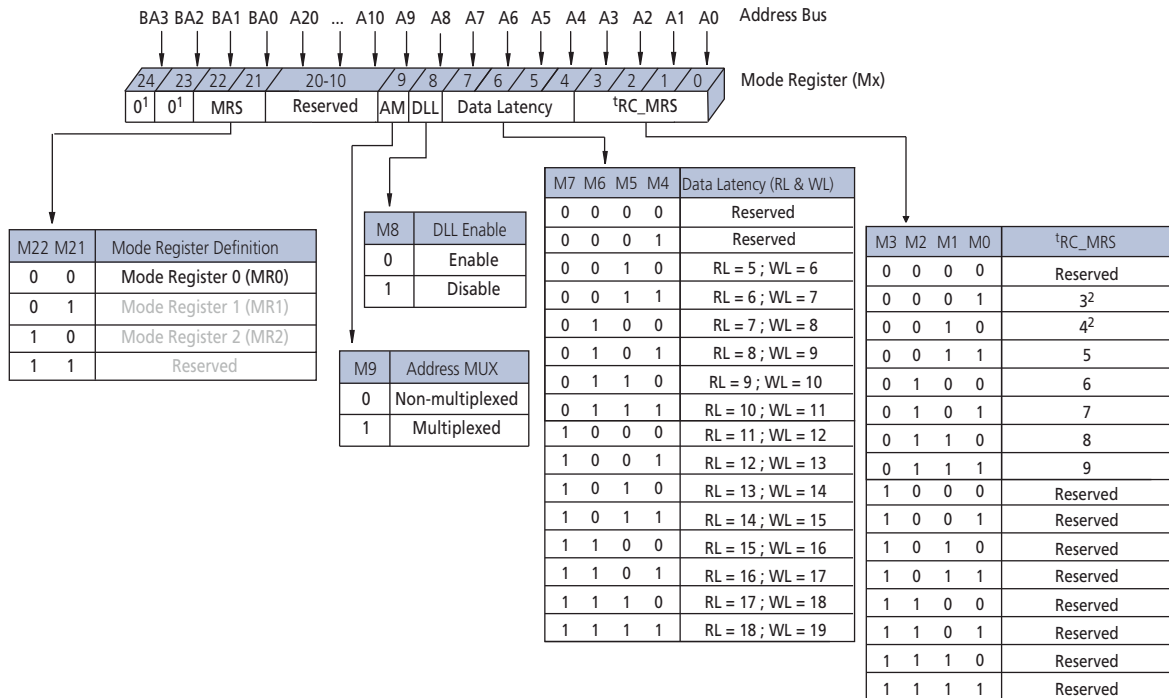 BA3 BA2 BA1 BA0 A20 ... A10 A9 A8 A7 A6 A5 A4 A3 A2 A1 A0 Address Bus
24 23 22 21 20-10 9 8 7 6 5 4 3 2 1 0 Mode Register (Mx)
0¹ 0¹ MRS Reserved AM DLL Data Latency ᵗRC_MRS
M22 M21 Mode Register Definition
0 0 Mode Register 0 (MR0)
0 1 Mode Register 1 (MR1)
1 0 Mode Register 2 (MR2)
1 1 Reserved
M8 DLL Enable
0 Enable
1 Disable
M9 Address MUX
0 Non-multiplexed
1 Multiplexed
M7 M6 M5 M4 Data Latency (RL & WL)
0 0 0 0 Reserved
0 0 0 1 Reserved
0 0 1 0 RL = 5 ; WL = 6
0 0 1 1 RL = 6 ; WL = 7
0 1 0 0 RL = 7 ; WL = 8
0 1 0 1 RL = 8 ; WL = 9
0 1 1 0 RL = 9 ; WL = 10
0 1 1 1 RL = 10 ; WL = 11
1 0 0 0 RL = 11 ; WL = 12
1 0 0 1 RL = 12 ; WL = 13
1 0 1 0 RL = 13 ; WL = 14
1 0 1 1 RL = 14 ; WL = 15
1 1 0 0 RL = 15 ; WL = 16
1 1 0 1 RL = 16 ; WL = 17
1 1 1 0 RL = 17 ; WL = 18
1 1 1 1 RL = 18 ; WL = 19
M3 M2 M1 M0 ᵗRC_MRS
0 0 0 0 Reserved
0 0 0 1 3²
0 0 1 0 4²
0 0 1 1 5
0 1 0 0 6
0 1 0 1 7
0 1 1 0 8
0 1 1 1 9
1 0 0 0 Reserved
1 0 0 1 Reserved
1 0 1 0 Reserved
1 0 1 1 Reserved
1 1 0 0 Reserved
1 1 0 1 Reserved
1 1 1 0 Reserved
1 1 1 1 Reserved